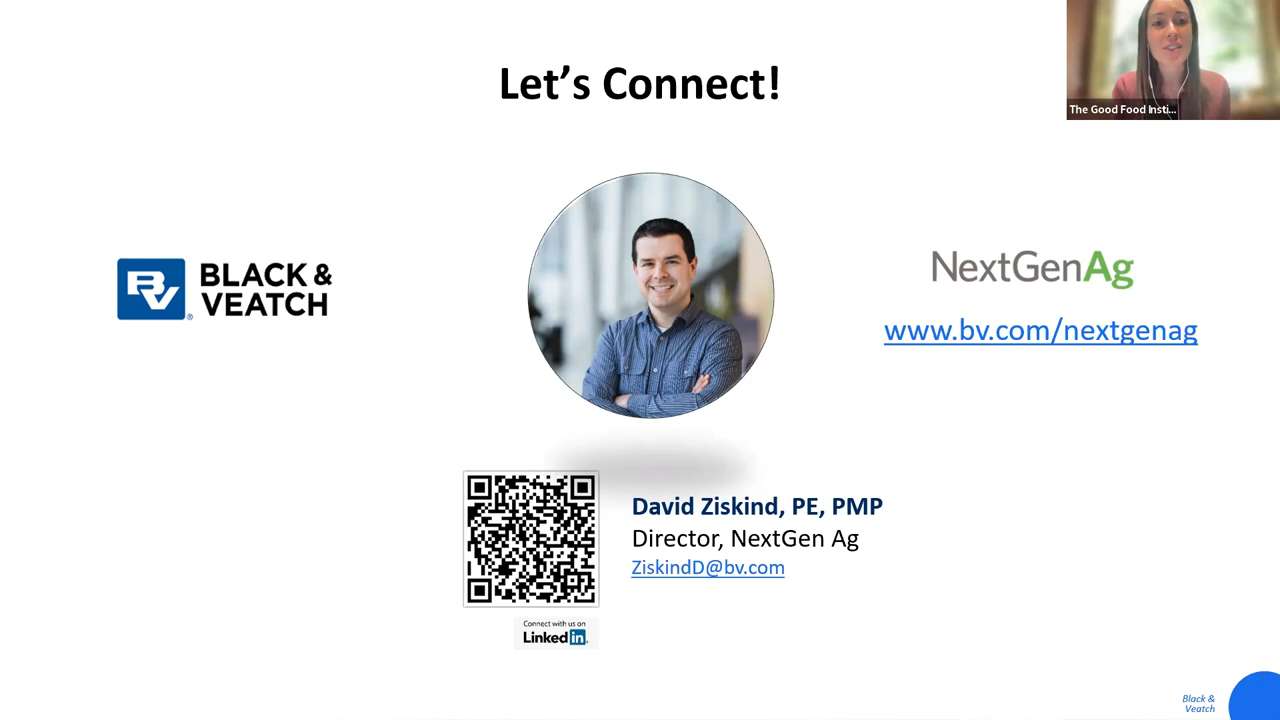 Let's Connect!
The Good Food Insti...
BV
BLACK &
VEATCH
NextGenAg
www.bv.com/nextgenag
David Ziskind, PE, PMP
Director, NextGen Ag
ZiskindD@bv.com
Connect with us on
Linkedin
Black &
Veatch